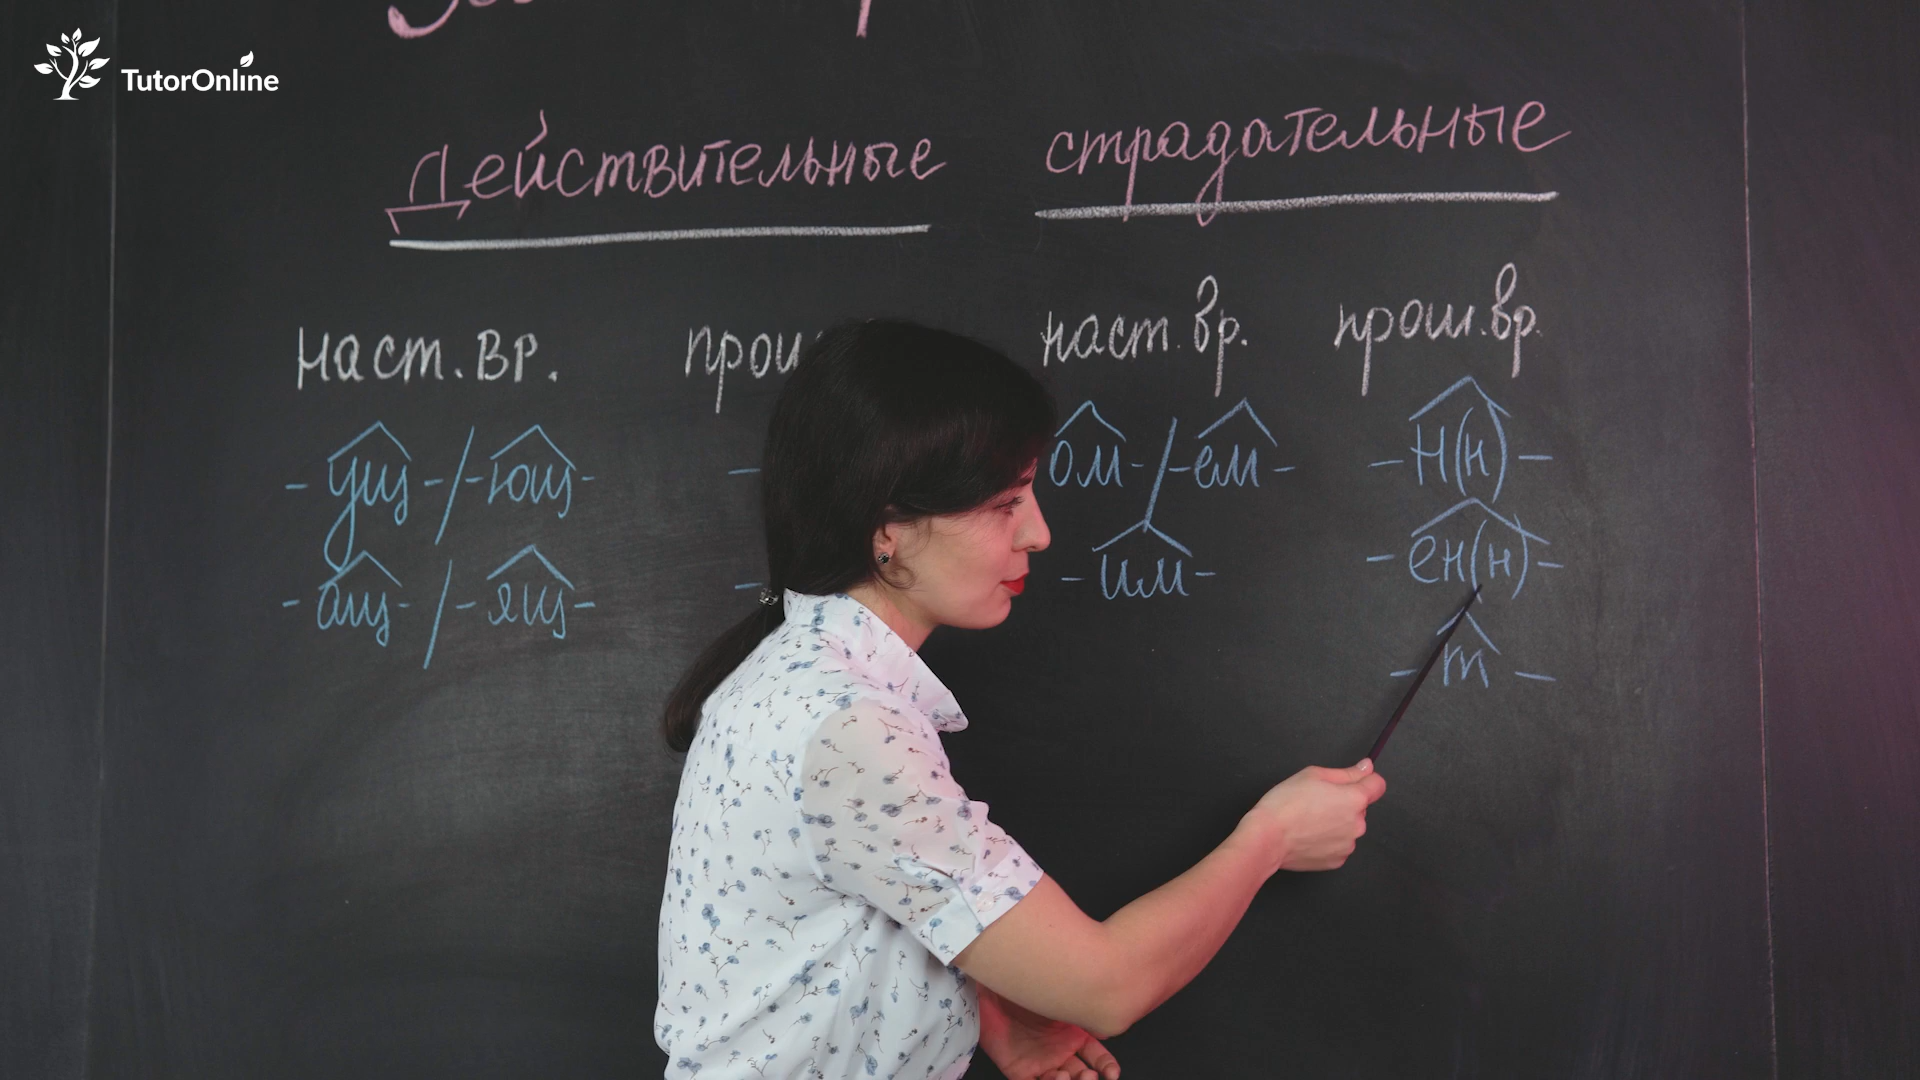 TutorOnline
Действительные страдательные
наст.вр. наст.вр. прош.вр.
-ущ-/-ющ- ом-/-ем- -н(н)-
-ащ-/-ящ- -им- -ен(н)-
-т-